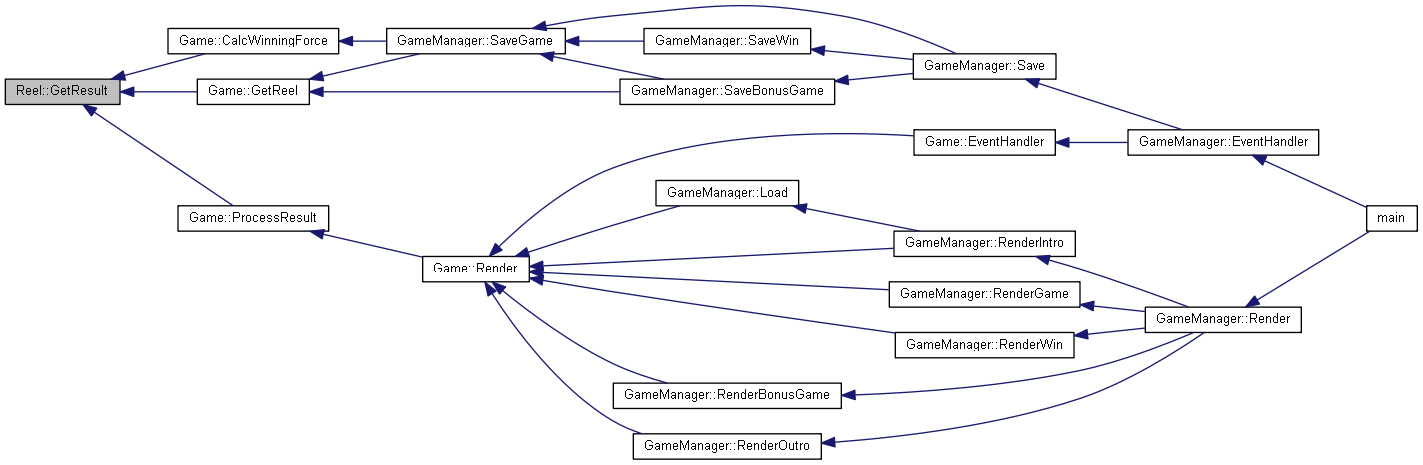 Reel::GetResult
Game::CalcWinningForce
Game::GetReel
Game::ProcessResult
GameManager::SaveGame
Game::Render
GameManager::SaveWin
GameManager::SaveBonusGame
GameManager::Load
GameManager::RenderBonusGame
GameManager::RenderOutro
GameManager::Save
Game::EventHandler
GameManager::RenderIntro
GameManager::RenderGame
GameManager::RenderWin
GameManager::EventHandler
GameManager::Render
main